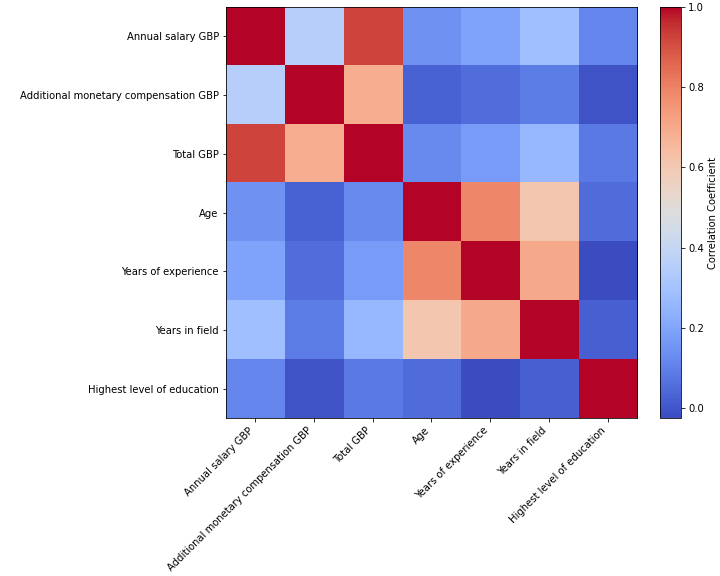 Annual salary GBP
Additional monetary compensation GBP
Total GBP
Age
Years of experience
Years in field
Highest level of education
Annual salary GBP
Additional monetary compensation GBP
Total GBP
Age
Years of experience
Years in field
Highest level of education
1.0
0.8
0.6
0.4
0.2
0.0
Correlation Coefficient